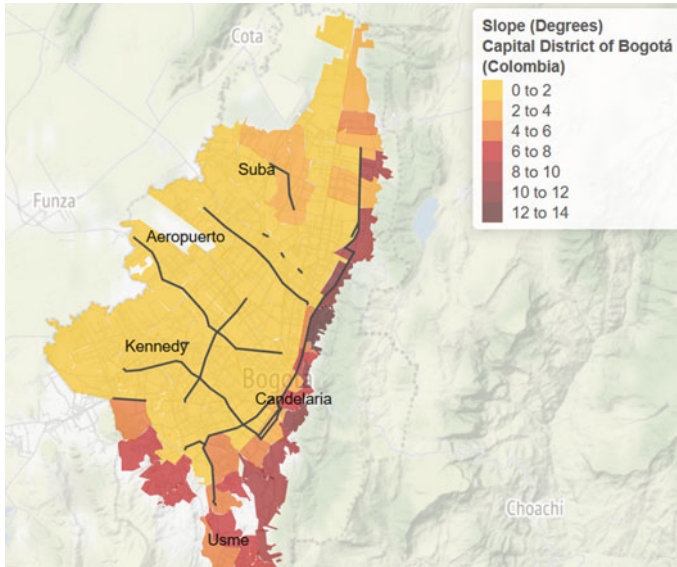 Slope (Degrees)
Capital District of Bogotá
(Colombia)
0 to 2
2 to 4
4 to 6
6 to 8
8 to 10
10 to 12
12 to 14
Cota
Suba
Funza
Aeropuerto
Kennedy
Bogotá
Candelaria
Choachi
Usme